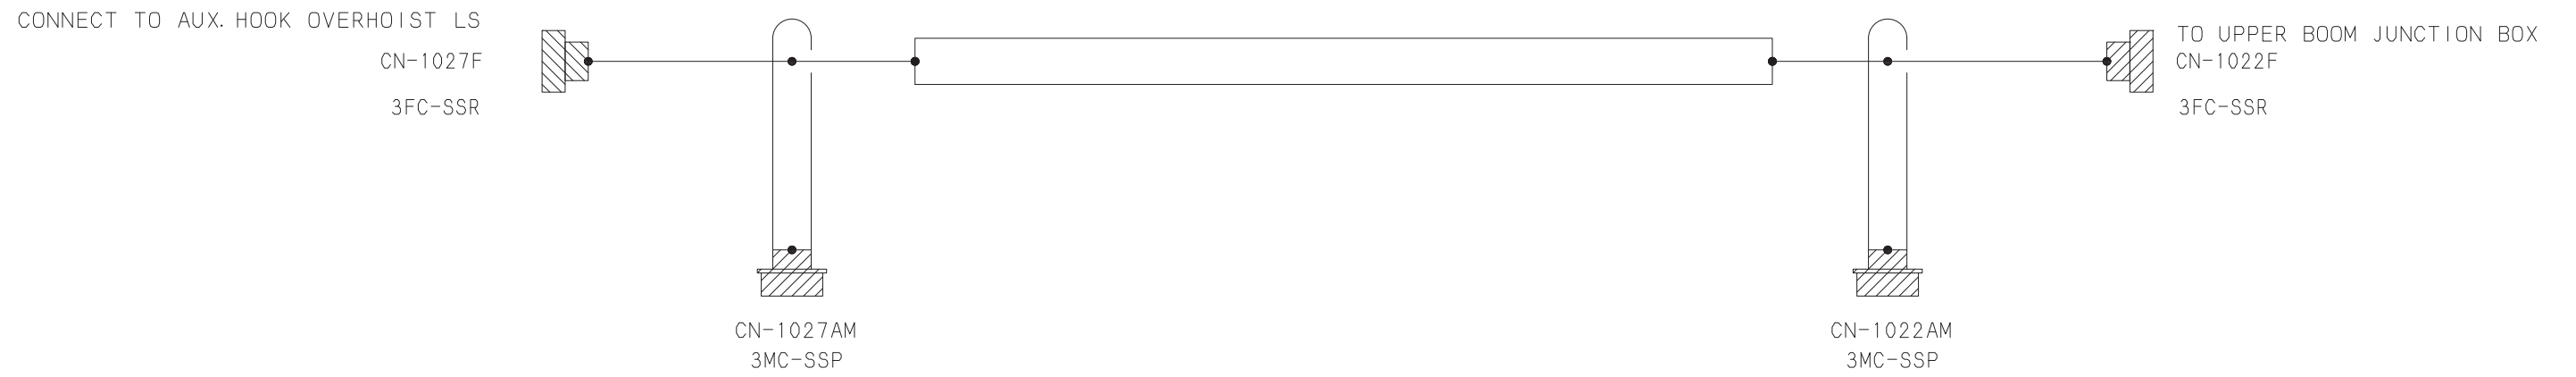 CONNECT TO AUX. HOOK OVERHOIST LS
CN-1027F
3FC-SSR
TO UPPER BOOM JUNCTION BOX
CN-1022F
3FC-SSR
CN-1027AM
3MC-SSP
CN-1022AM
3MC-SSP